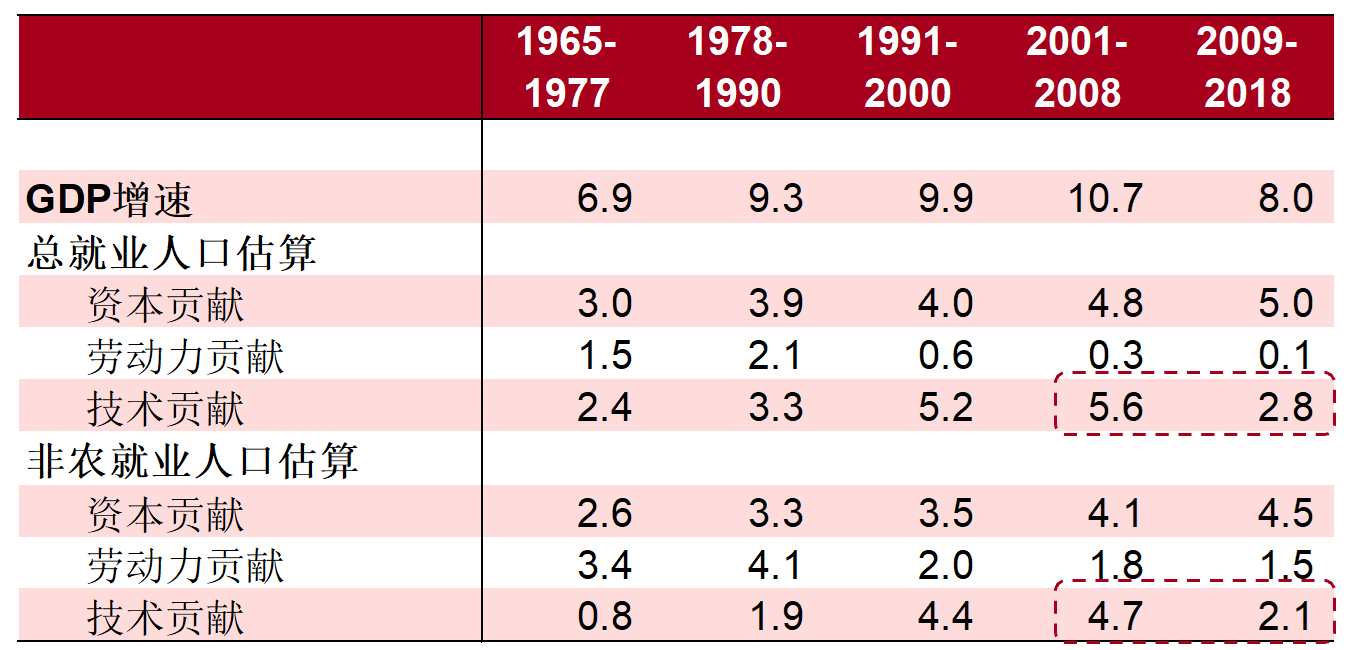 1965- 1978- 1991- 2001- 2009-
1977 1990 2000 2008 2018
GDP增速 6.9 9.3 9.9 10.7 8.0
总就业人口估算
资本贡献 3.0 3.9 4.0 4.8 5.0
劳动力贡献 1.5 2.1 0.6 0.3 0.1
技术贡献 2.4 3.3 5.2 5.6 2.8
非农就业人口估算
资本贡献 2.6 3.3 3.5 4.1 4.5
劳动力贡献 3.4 4.1 2.0 1.8 1.5
技术贡献 0.8 1.9 4.4 4.7 2.1